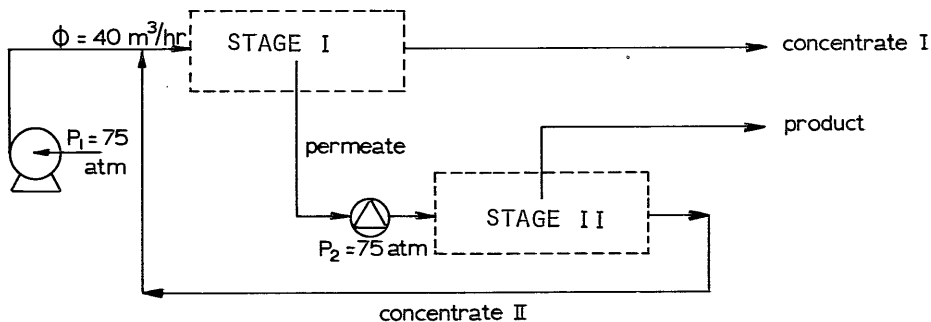 ϕ = 40 m³/hr
STAGE I
concentrate I
P₁ = 75
atm
product
permeate
STAGE II
P₂ = 75 atm
concentrate II